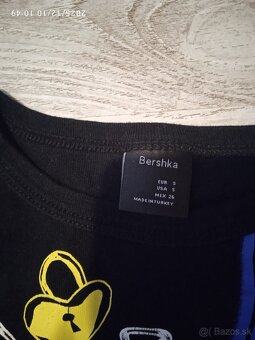 2025/12/10 10:49
Bershka
EUR S
USA S
MEX 26
MADE IN TURKEY
Bazos.sk